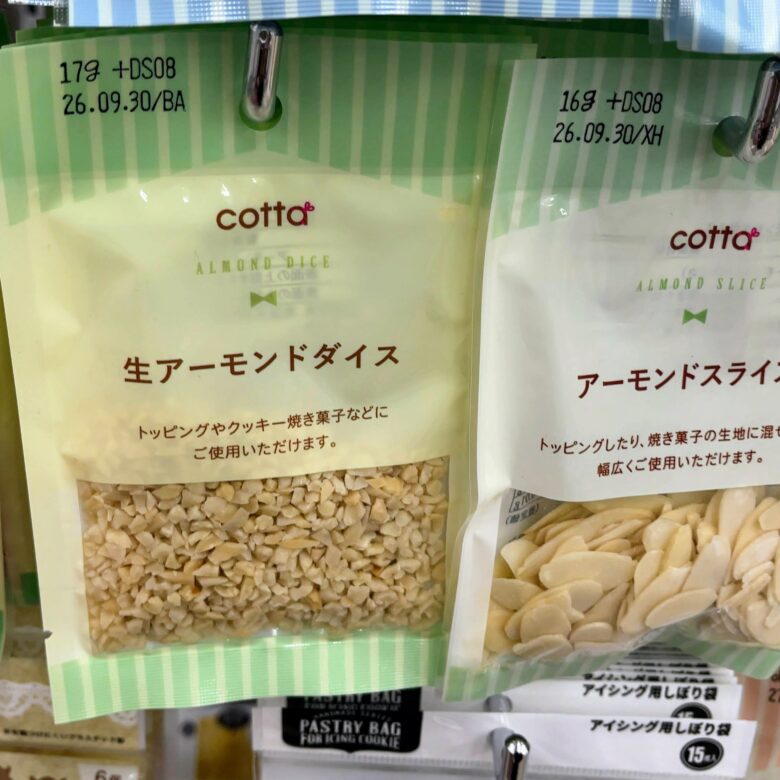 17g +DS08
26.09.30/BA
cotta
ALMOND DICE
生アーモンドダイス
トッピングやクッキー焼き菓子などに
ご使用いただけます。
16g +DS08
26.09.30/XH
cotta
ALMOND SLICE
アーモンドスライス
トッピングしたり、焼き菓子の生地に混ぜ
幅広くご使用いただけます。
PASTRY BAG
FOR ICING COOKIE
アイシング用しぼり袋
アイシング用しぼり袋
15枚入